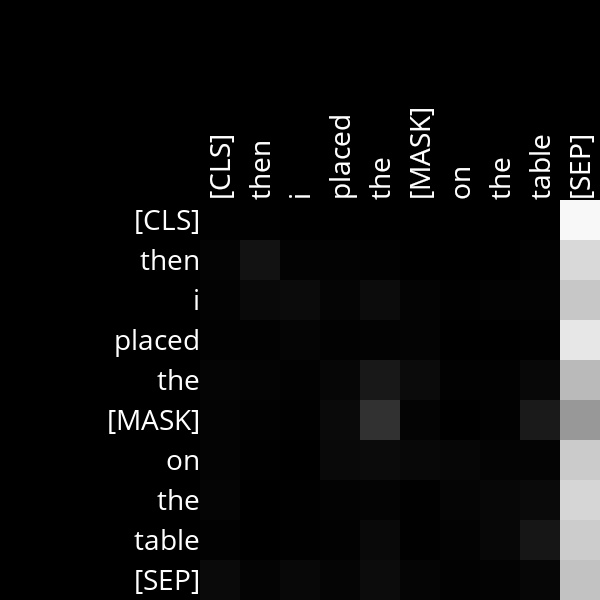 [CLS] then i placed the [MASK] on the table [SEP]
[CLS]
then
i
placed
the
[MASK]
on
the
table
[SEP]